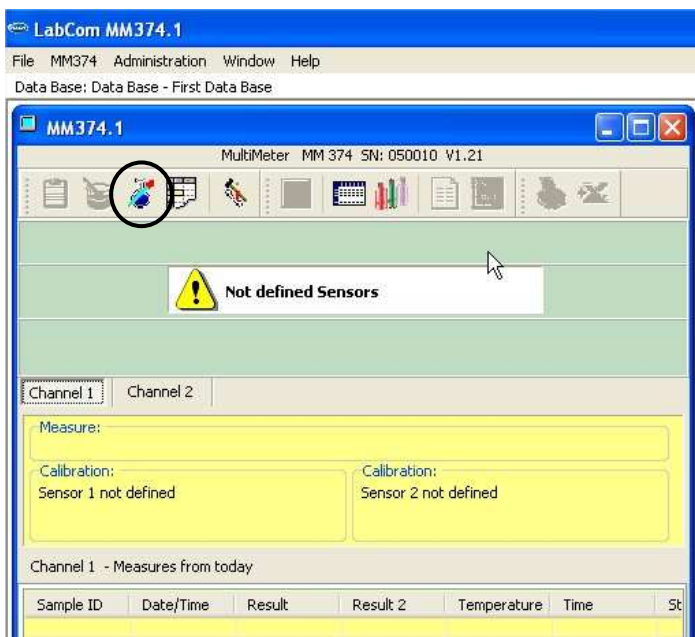 LabCom MM374.1
File MM374 Administration Window Help
Data Base: Data Base - First Data Base
MM374.1
MultiMeter MM 374 SN: 050010 V1.21
Not defined Sensors
Channel 1 Channel 2
Measure:
Calibration: Calibration:
Sensor 1 not defined Sensor 2 not defined
Channel 1 - Measures from today
Sample ID Date/Time Result Result 2 Temperature Time St